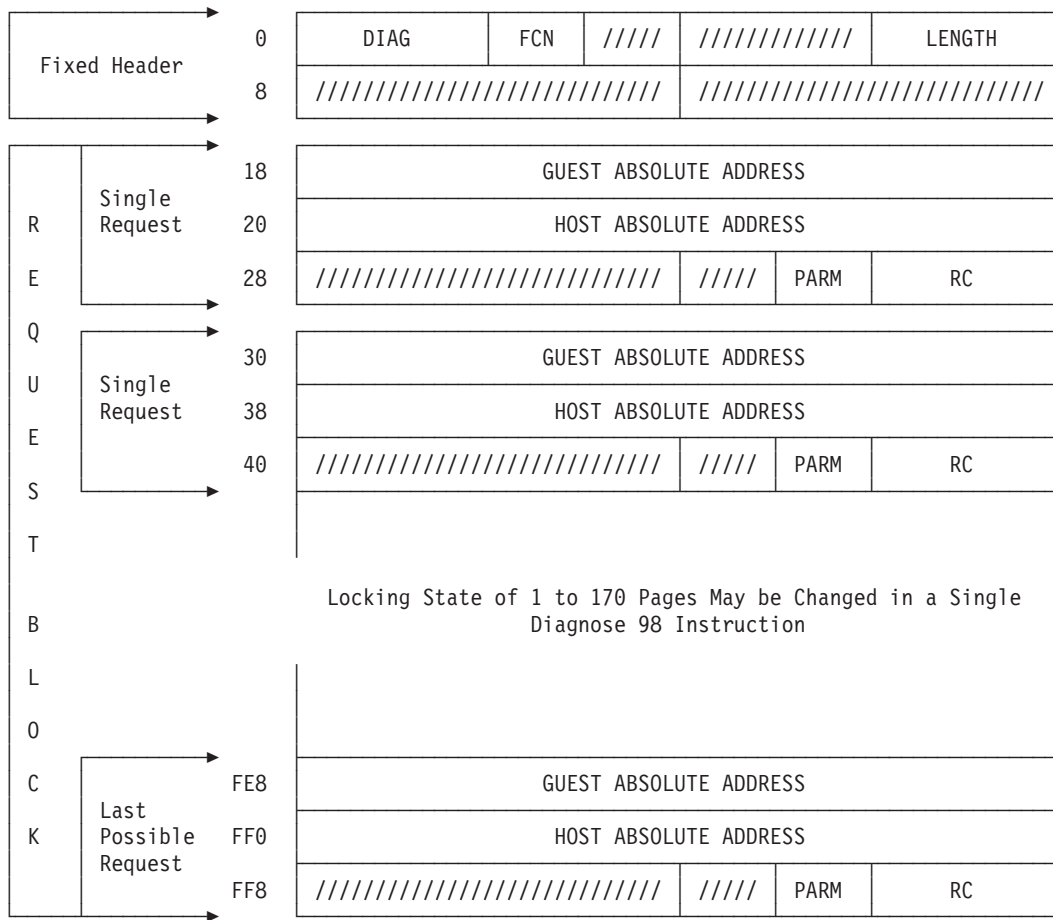 0 DIAG FCN ///// ///////////// LENGTH
Fixed Header
8 ///////////////////////////// /////////////////////////////
18 GUEST ABSOLUTE ADDRESS
Single
R Request 20 HOST ABSOLUTE ADDRESS
E 28 ///////////////////////////// ///// PARM RC
Q
30 GUEST ABSOLUTE ADDRESS
U Single
Request 38 HOST ABSOLUTE ADDRESS
E
40 ///////////////////////////// ///// PARM RC
S
T
Locking State of 1 to 170 Pages May be Changed in a Single
B Diagnose 98 Instruction
L
O
C FE8 GUEST ABSOLUTE ADDRESS
Last
K Possible FF0 HOST ABSOLUTE ADDRESS
Request
FF8 ///////////////////////////// ///// PARM RC